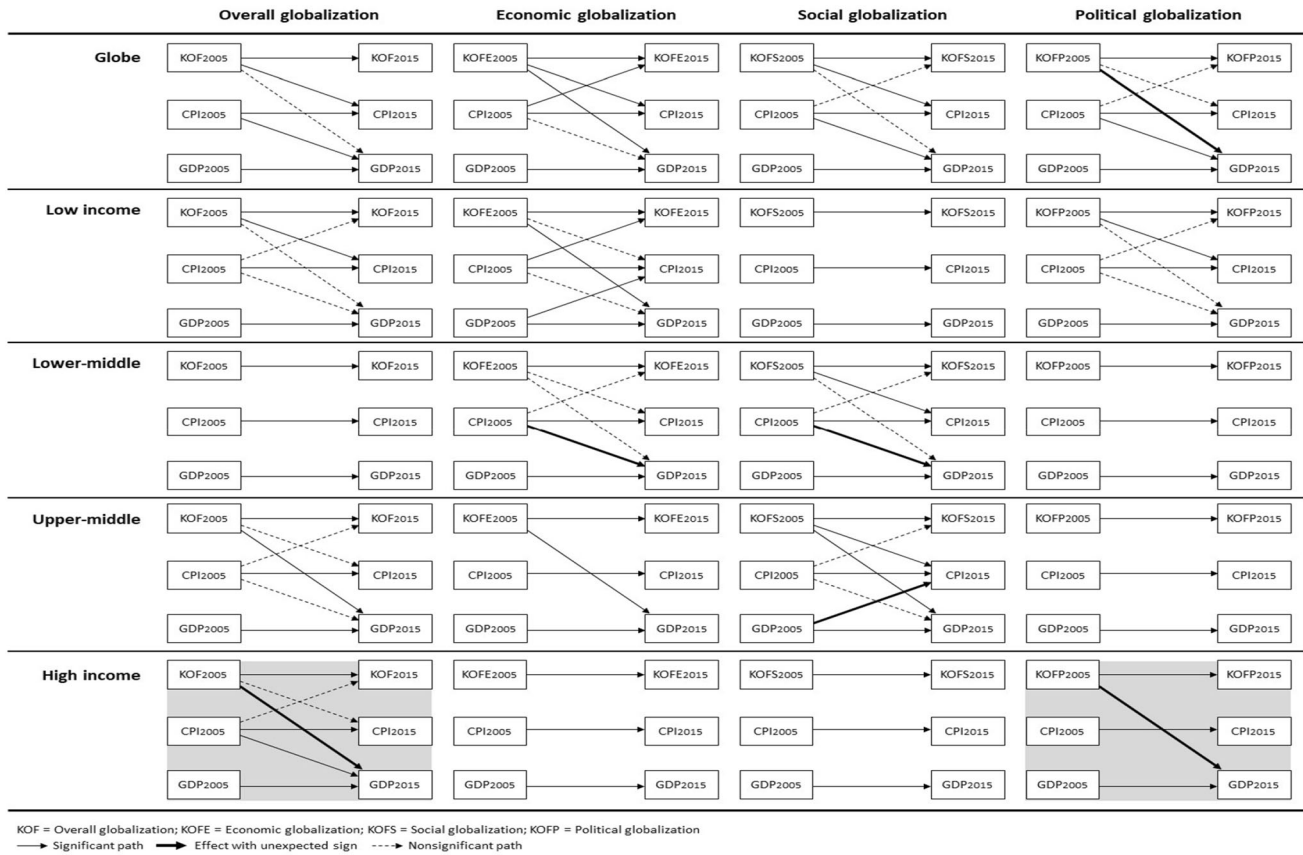 Overall globalization Economic globalization Social globalization Political globalization
Globe
KOF2005 KOF2015 KOFE2005 KOFE2015 KOFS2005 KOFS2015 KOFP2005 KOFP2015
CPI2005 CPI2015 CPI2005 CPI2015 CPI2005 CPI2015 CPI2005 CPI2015
GDP2005 GDP2015 GDP2005 GDP2015 GDP2005 GDP2015 GDP2005 GDP2015
Low income
KOF2005 KOF2015 KOFE2005 KOFE2015 KOFS2005 KOFS2015 KOFP2005 KOFP2015
CPI2005 CPI2015 CPI2005 CPI2015 CPI2005 CPI2015 CPI2005 CPI2015
GDP2005 GDP2015 GDP2005 GDP2015 GDP2005 GDP2015 GDP2005 GDP2015
Lower-middle
KOF2005 KOF2015 KOFE2005 KOFE2015 KOFS2005 KOFS2015 KOFP2005 KOFP2015
CPI2005 CPI2015 CPI2005 CPI2015 CPI2005 CPI2015 CPI2005 CPI2015
GDP2005 GDP2015 GDP2005 GDP2015 GDP2005 GDP2015 GDP2005 GDP2015
Upper-middle
KOF2005 KOF2015 KOFE2005 KOFE2015 KOFS2005 KOFS2015 KOFP2005 KOFP2015
CPI2005 CPI2015 CPI2005 CPI2015 CPI2005 CPI2015 CPI2005 CPI2015
GDP2005 GDP2015 GDP2005 GDP2015 GDP2005 GDP2015 GDP2005 GDP2015
High income
KOF2005 KOF2015 KOFE2005 KOFE2015 KOFS2005 KOFS2015 KOFP2005 KOFP2015
CPI2005 CPI2015 CPI2005 CPI2015 CPI2005 CPI2015 CPI2005 CPI2015
GDP2005 GDP2015 GDP2005 GDP2015 GDP2005 GDP2015 GDP2005 GDP2015
KOF = Overall globalization; KOFE = Economic globalization; KOFS = Social globalization; KOFP = Political globalization
Significant path Effect with unexpected sign Nonsignificant path